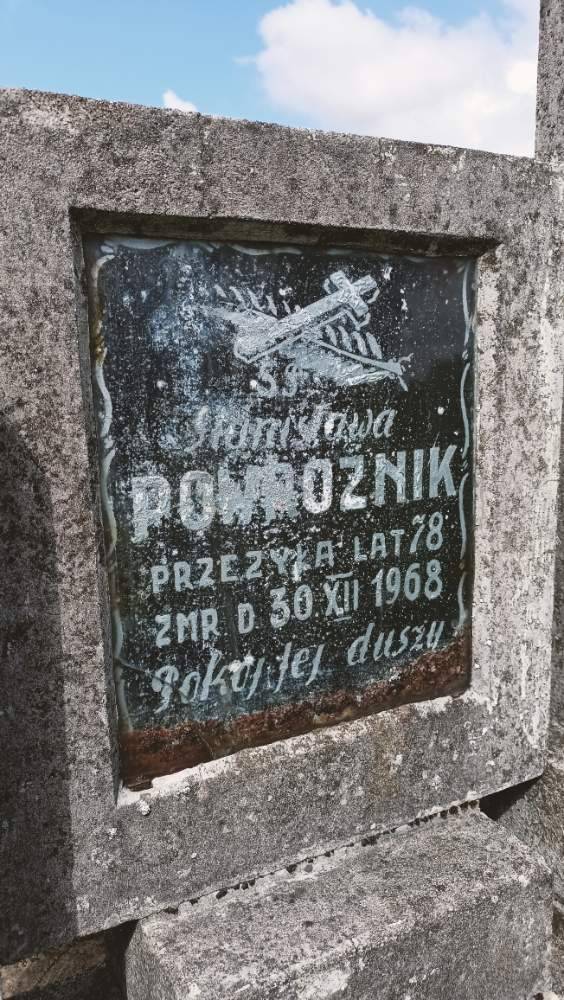 Ś.P.
Stanisława
POWROŹNIK
PRZEŻYŁA LAT 78
ZMR D 30 XII 1968
Pokój jej duszy